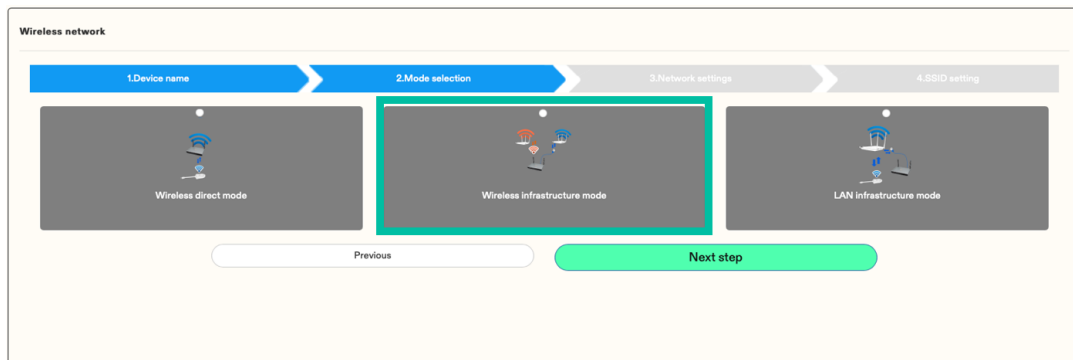 Wireless network
1.Device name
2.Mode selection
3.Network settings
4.SSID setting
Wireless direct mode
Wireless infrastructure mode
LAN infrastructure mode
Previous
Next step